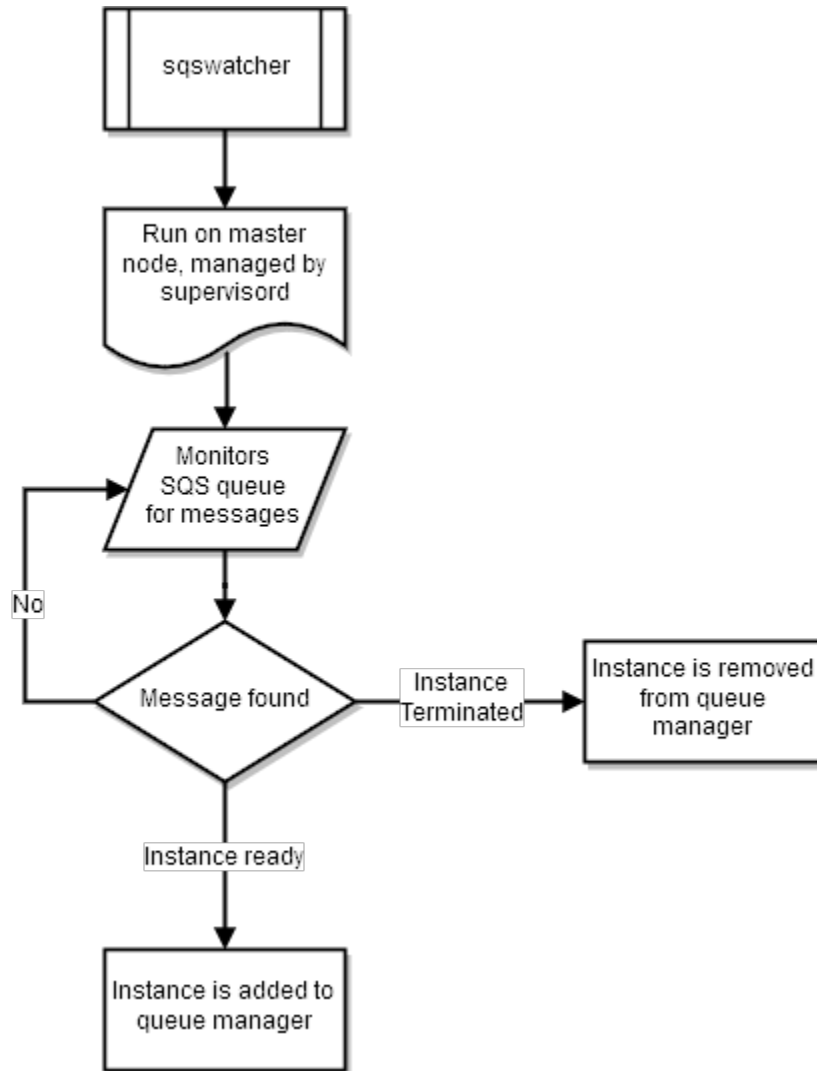 sqswatcher
Run on master
node, managed by
supervisord
Monitors
SQS queue
for messages
No
Message found
Instance
Terminated
Instance is removed
from queue
manager
Instance ready
Instance is added to
queue manager